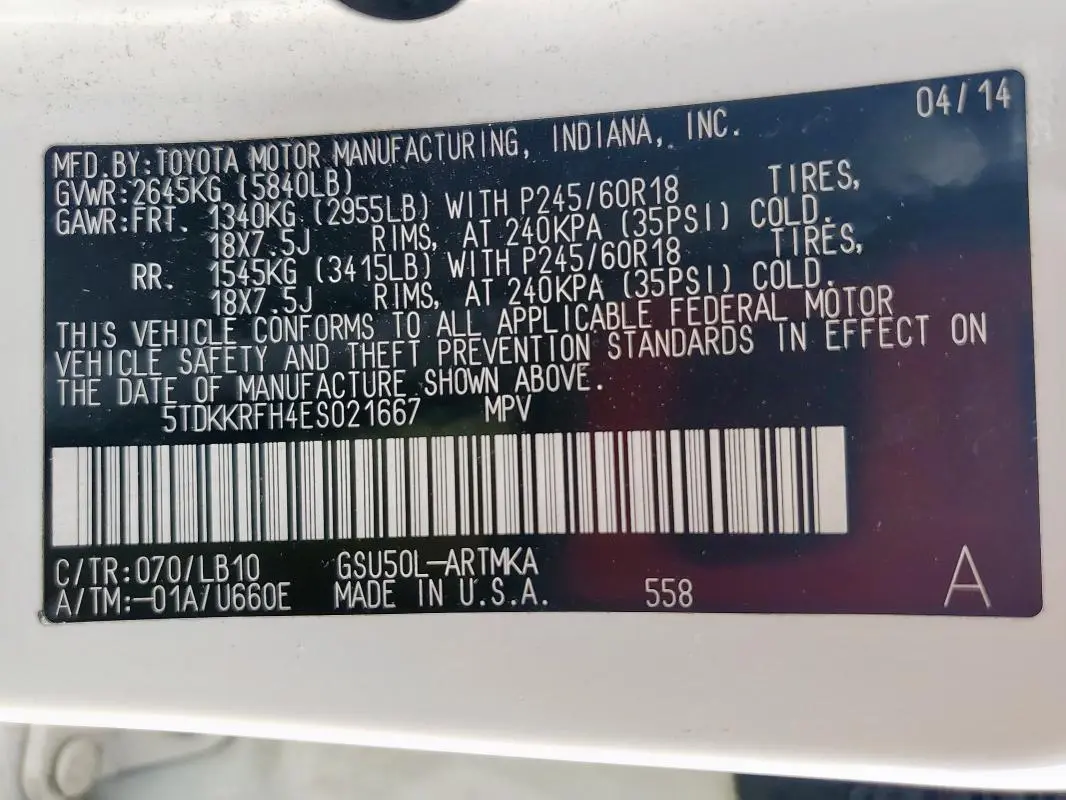 04/14
MFD.BY:TOYOTA MOTOR MANUFACTURING, INDIANA, INC.
GVWR:2645KG (5840LB)
GAWR:FRT. 1340KG (2955LB) WITH P245/60R18 TIRES,
18X7.5J RIMS, AT 240KPA (35PSI) COLD.
RR. 1545KG (3415LB) WITH P245/60R18 TIRES,
18X7.5J RIMS, AT 240KPA (35PSI) COLD.
THIS VEHICLE CONFORMS TO ALL APPLICABLE FEDERAL MOTOR
VEHICLE SAFETY AND THEFT PREVENTION STANDARDS IN EFFECT ON
THE DATE OF MANUFACTURE SHOWN ABOVE.
5TDKKRFH4ES021667 MPV
C/TR:070/LB10 GSU50L-ARTMKA
A/TM:-01A/U660E MADE IN U.S.A. 558 A